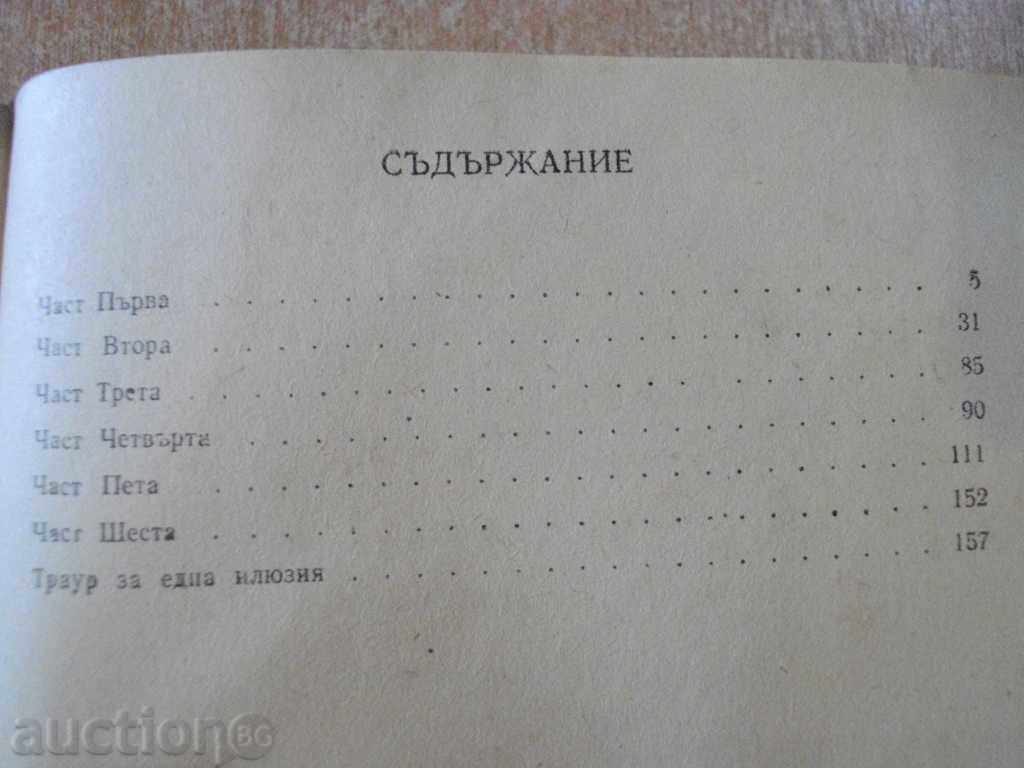 СЪДЪРЖАНИЕ
Част Първа . . . . . . . . . . . . . . . . . . . . . . 5
Част Втора . . . . . . . . . . . . . . . . . . . . . . 31
Част Трета . . . . . . . . . . . . . . . . . . . . . . 85
Част Четвърта . . . . . . . . . . . . . . . . . . . . . 90
Част Пета . . . . . . . . . . . . . . . . . . . . . . 111
Част Шеста . . . . . . . . . . . . . . . . . . . . . . 152
Траур за една илюзия . . . . . . . . . . . . . . . . . . 157
auctionBG